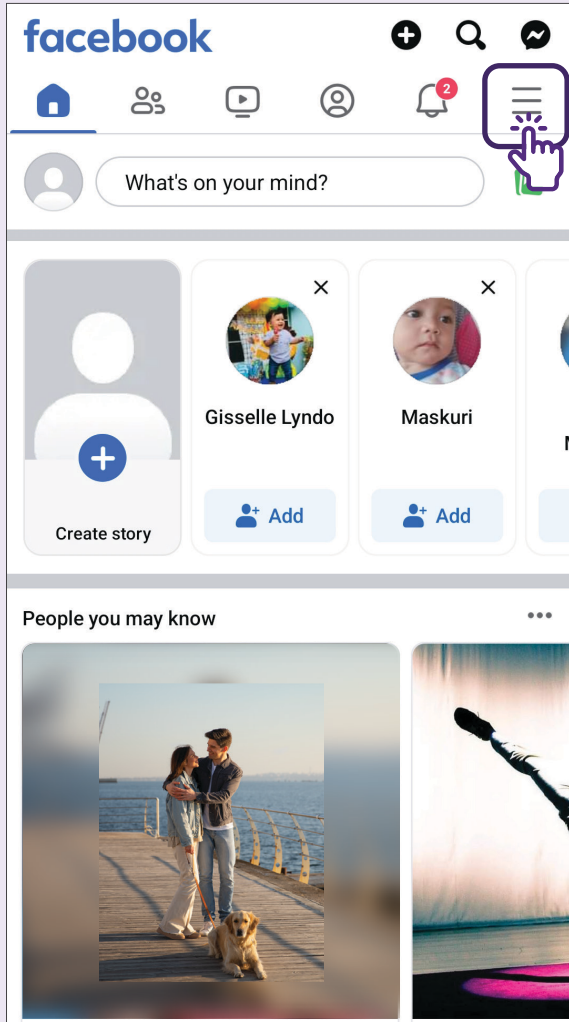 facebook
2
What's on your mind?
Gisselle Lyndo
Maskuri
Add
Add
Create story
People you may know